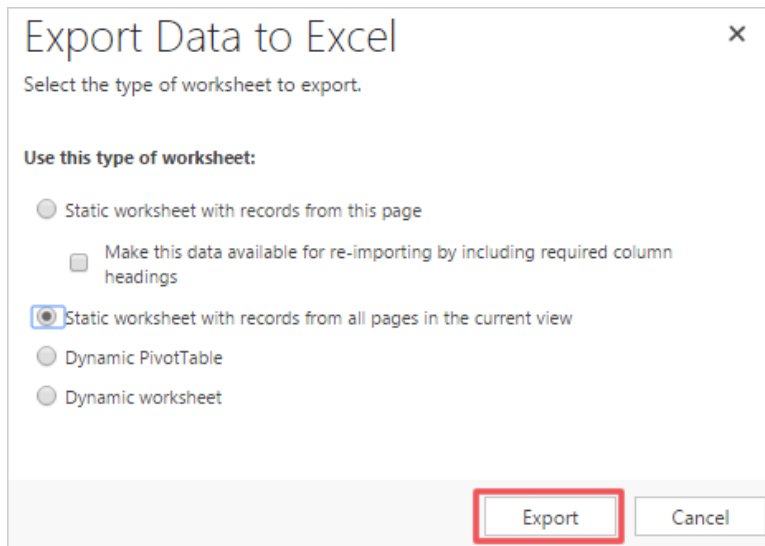 Export Data to Excel
Select the type of worksheet to export.
Use this type of worksheet:
Static worksheet with records from this page
Make this data available for re-importing by including required column
headings
Static worksheet with records from all pages in the current view
Dynamic PivotTable
Dynamic worksheet
Export
Cancel